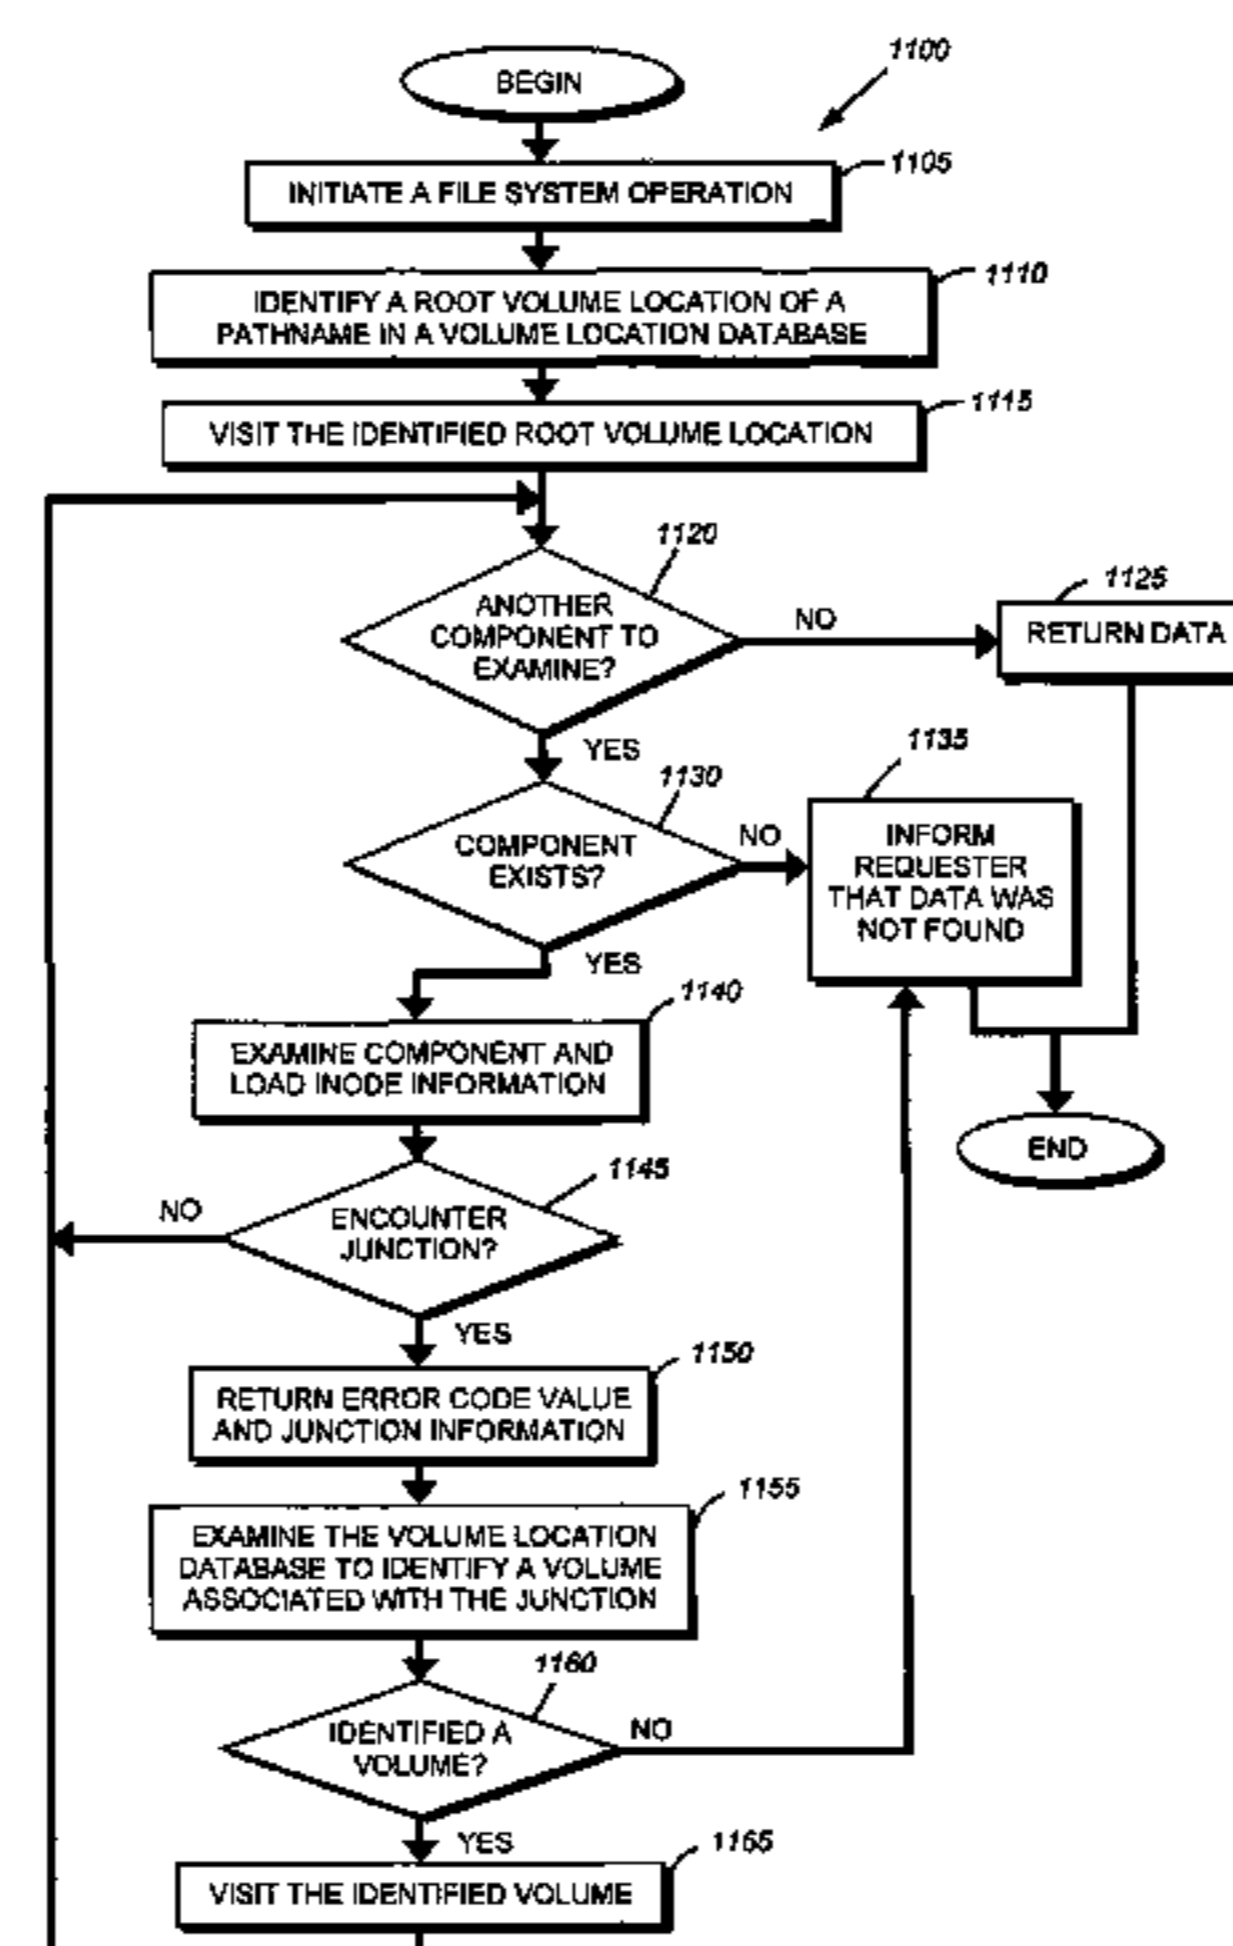 1100
BEGIN
1105
INITIATE A FILE SYSTEM OPERATION
1110
IDENTIFY A ROOT VOLUME LOCATION OF A
PATHNAME IN A VOLUME LOCATION DATABASE
1115
VISIT THE IDENTIFIED ROOT VOLUME LOCATION
1120
ANOTHER
COMPONENT TO
EXAMINE?
NO
1125
RETURN DATA
YES
1130
COMPONENT
EXISTS?
NO
1135
INFORM
REQUESTER
THAT DATA WAS
NOT FOUND
YES
1140
EXAMINE COMPONENT AND
LOAD INODE INFORMATION
END
1145
ENCOUNTER
JUNCTION?
NO
YES
1150
RETURN ERROR CODE VALUE
AND JUNCTION INFORMATION
1155
EXAMINE THE VOLUME LOCATION
DATABASE TO IDENTIFY A VOLUME
ASSOCIATED WITH THE JUNCTION
1160
IDENTIFIED A
VOLUME?
NO
YES
1165
VISIT THE IDENTIFIED VOLUME